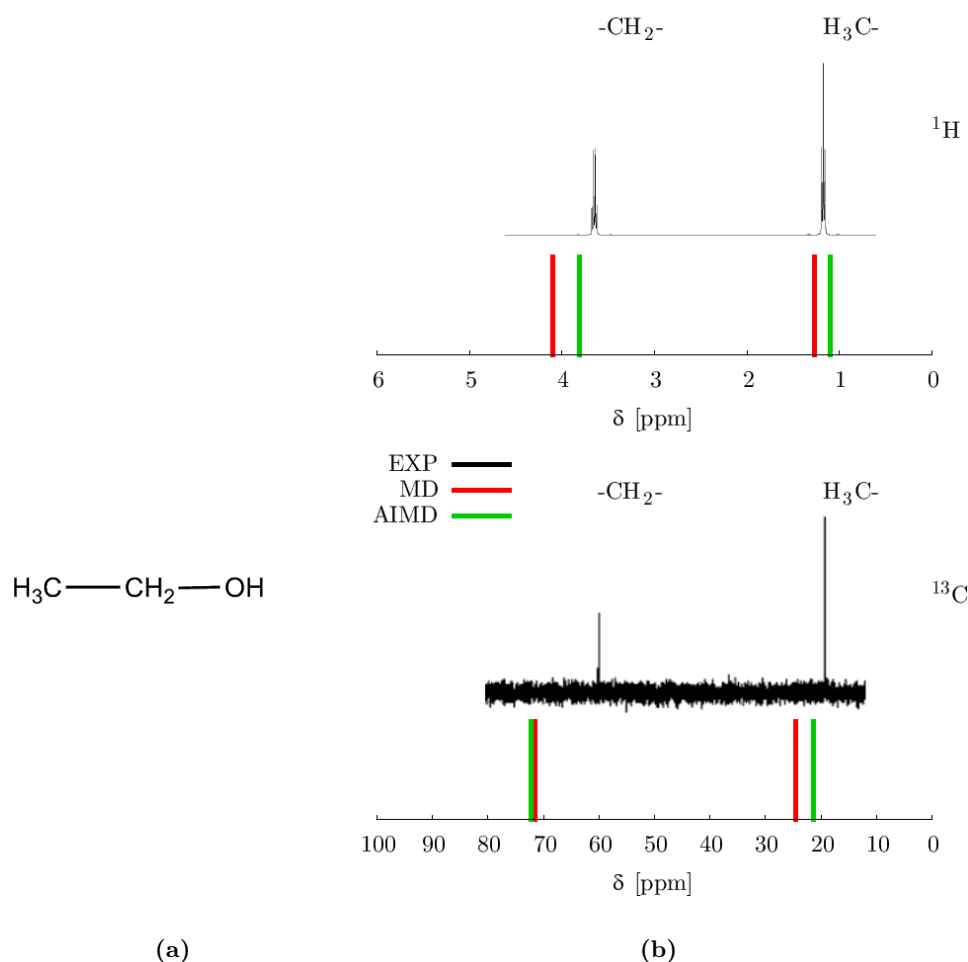 -CH₂- H₃C-
¹H
6 5 4 3 2 1 0
δ [ppm]
EXP
MD
AIMD
-CH₂- H₃C-
H₃C CH₂ OH
¹³C
100 90 80 70 60 50 40 30 20 10 0
δ [ppm]
(a) (b)